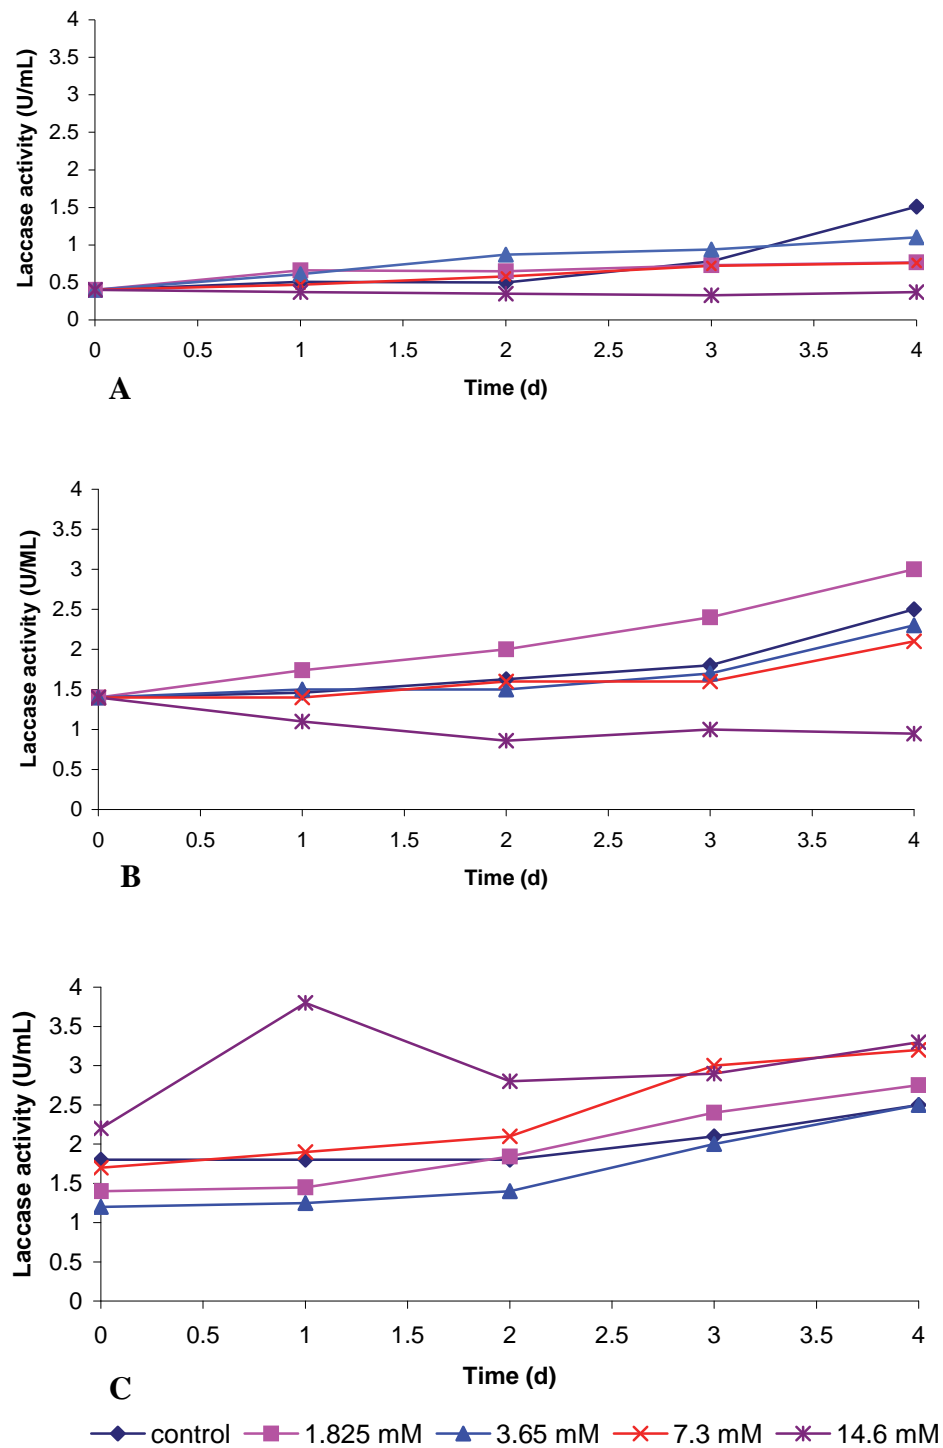 4
3.5
3
2.5
2
1.5
1
0.5
0
Laccase activity (U/mL)
0 0.5 1 1.5 2 2.5 3 3.5 4
A
Time (d)
4
3.5
3
2.5
2
1.5
1
0.5
0
Laccase activity (U/ML)
0 0.5 1 1.5 2 2.5 3 3.5 4
B
Time (d)
4
3.5
3
2.5
2
1.5
1
0.5
0
Laccase activity (U/mL)
0 0.5 1 1.5 2 2.5 3 3.5 4
C
Time (d)
control 1.825 mM 3.65 mM 7.3 mM 14.6 mM